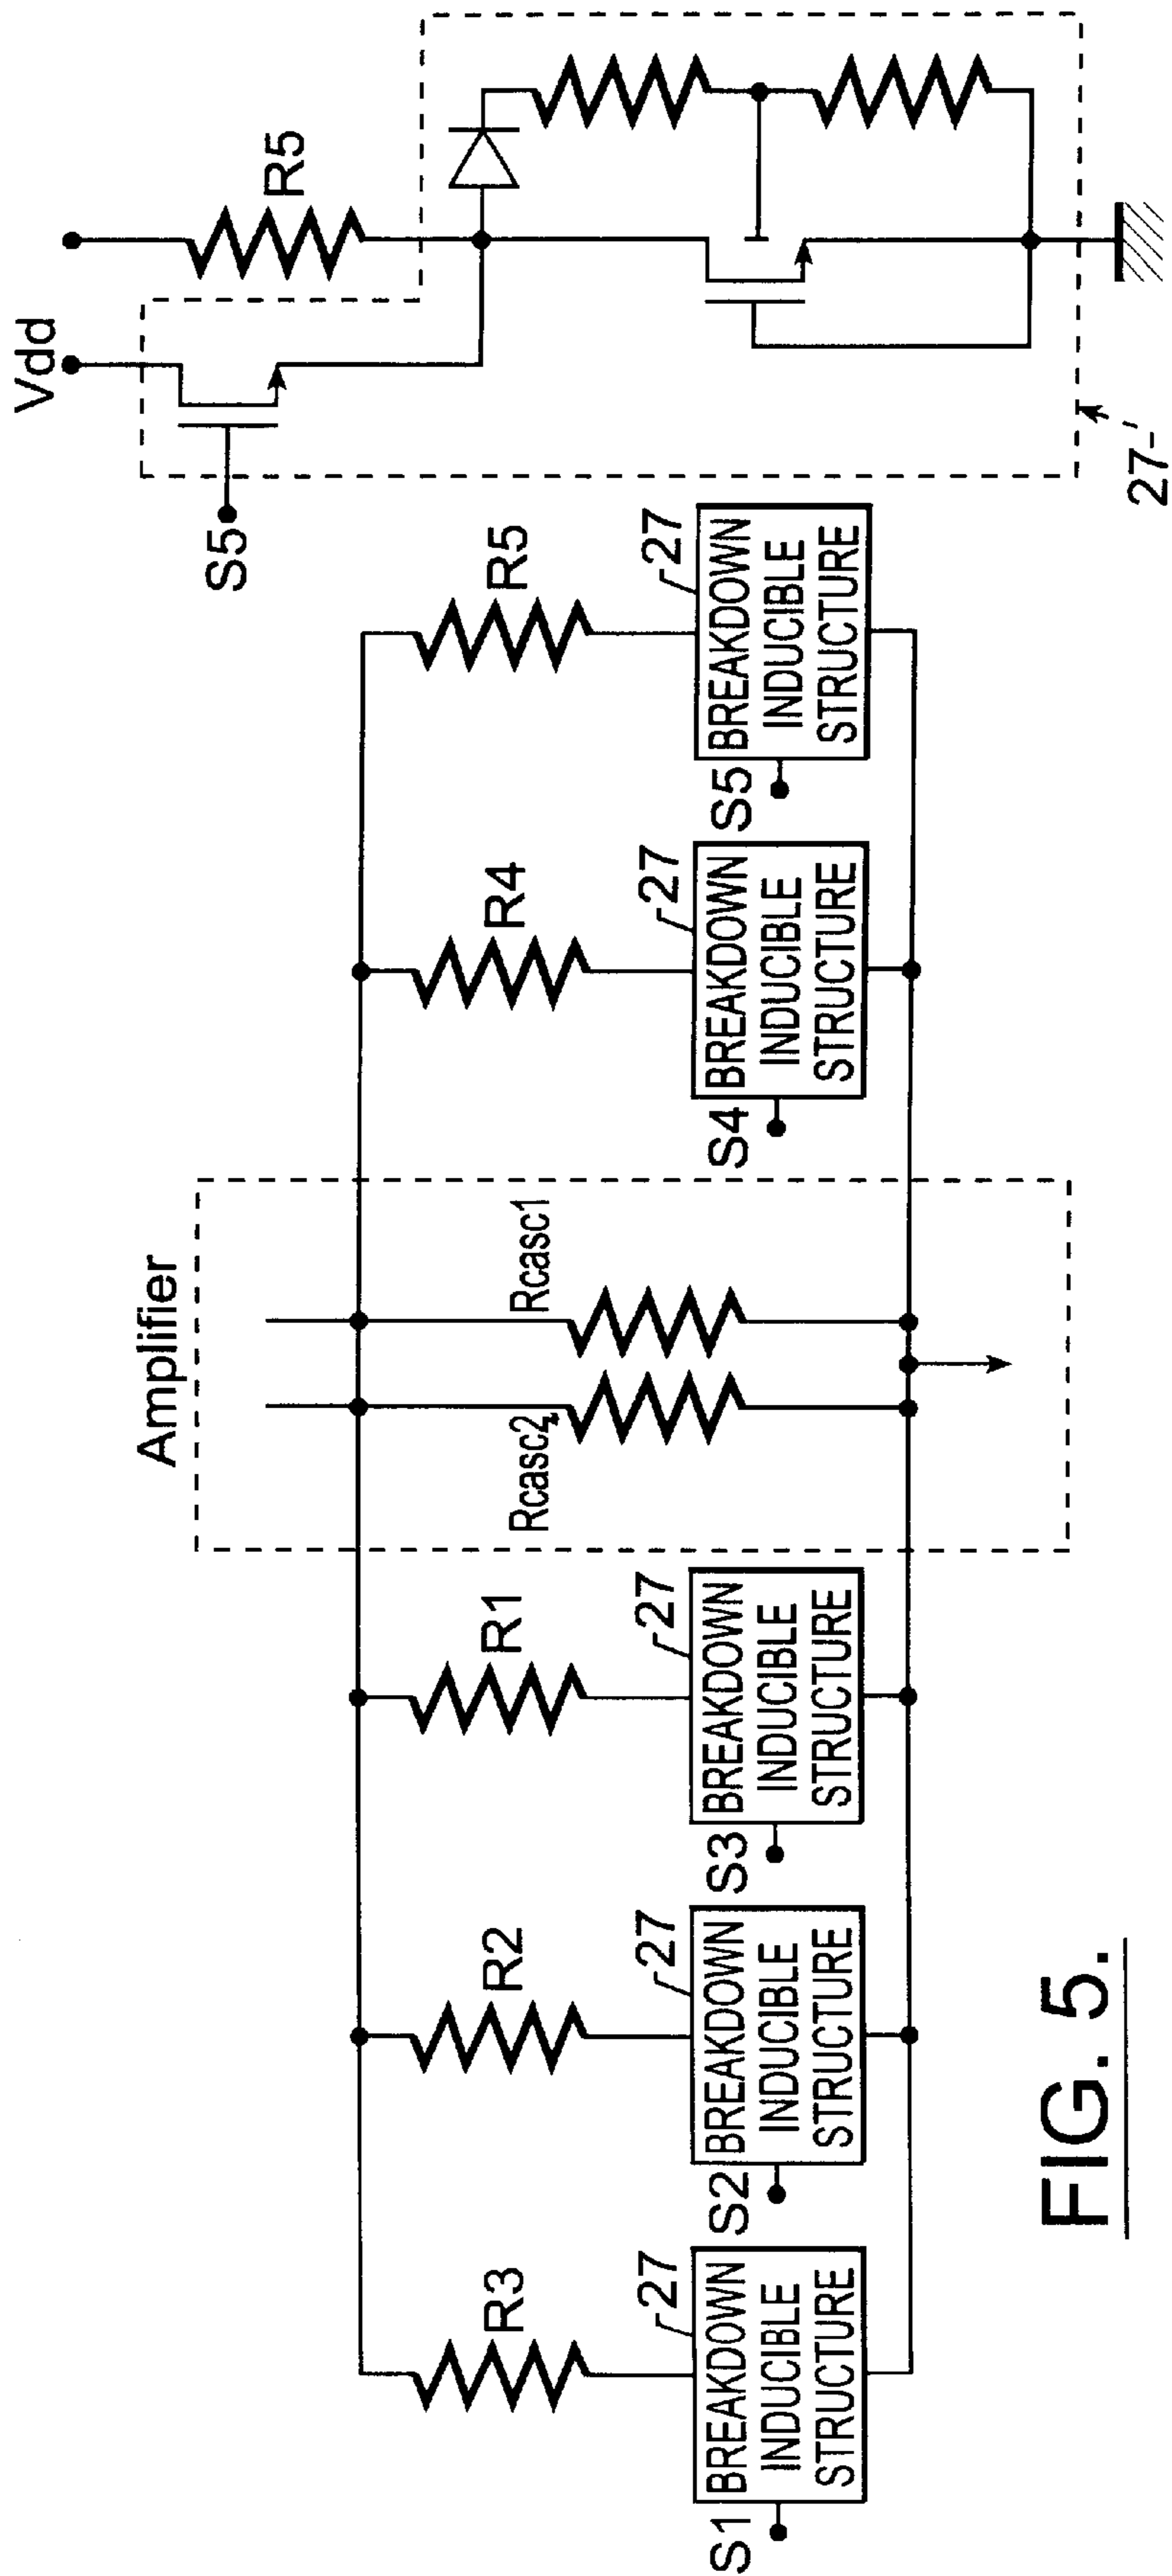 Amplifier
Rcasc2
Rcasc1
R3
R2
R1
R4
R5
27
27
27
27
27
S1
BREAKDOWN
INDUCIBLE
STRUCTURE
S2
BREAKDOWN
INDUCIBLE
STRUCTURE
S3
BREAKDOWN
INDUCIBLE
STRUCTURE
S4
BREAKDOWN
INDUCIBLE
STRUCTURE
S5
BREAKDOWN
INDUCIBLE
STRUCTURE
Vdd
R5
S5
27-'
FIG. 5.